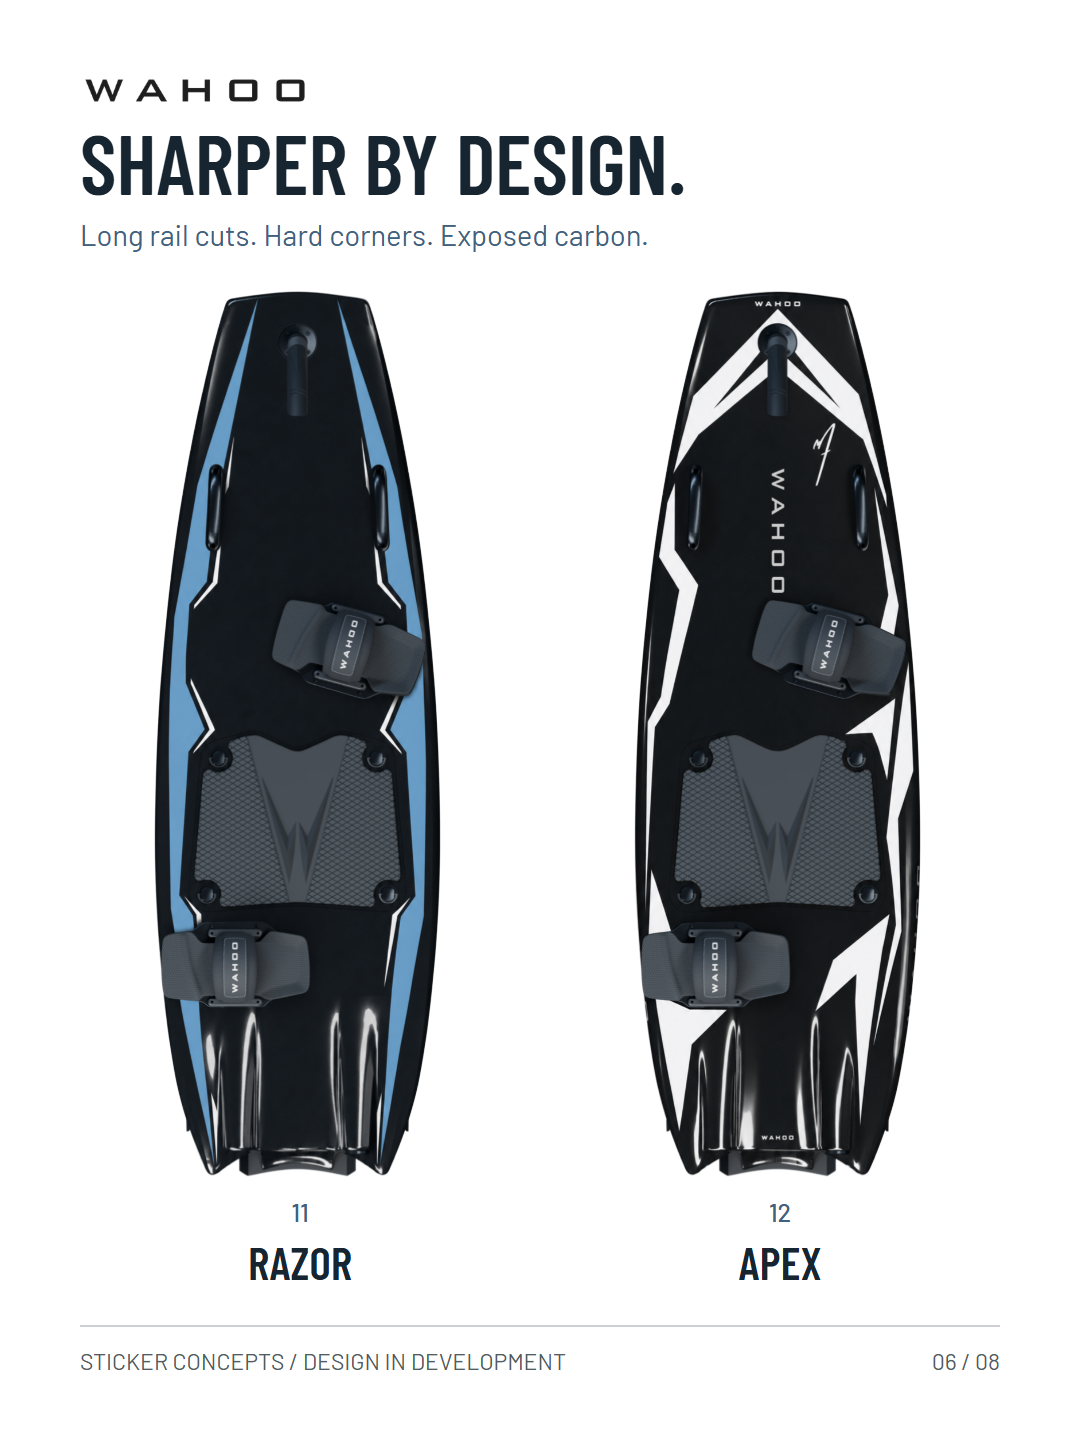 WAHOO
SHARPER BY DESIGN.
Long rail cuts. Hard corners. Exposed carbon.
WAHOO
WAHOO
WAHOO
WAHOO
WAHOO
WAHOO
WAHOO
11
12
RAZOR
APEX
STICKER CONCEPTS / DESIGN IN DEVELOPMENT
06 / 08